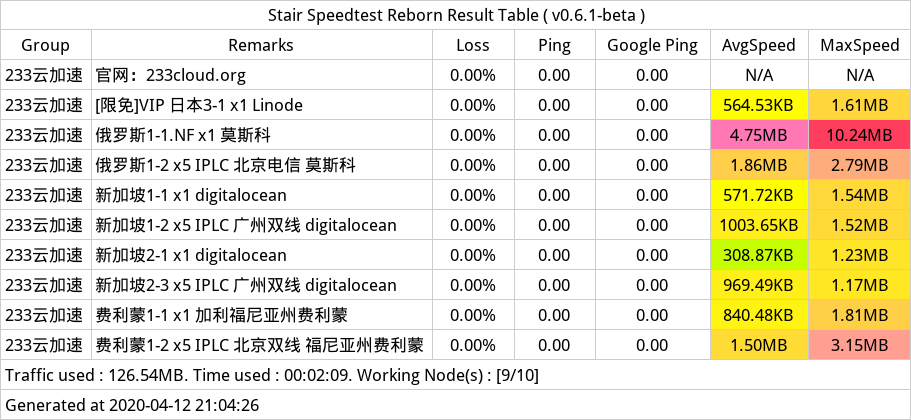 Stair Speedtest Reborn Result Table ( v0.6.1-beta )
Group Remarks Loss Ping Google Ping AvgSpeed MaxSpeed
233云加速 官网：233cloud.org 0.00% 0.00 0.00 N/A N/A
233云加速 [限免]VIP 日本3-1 x1 Linode 0.00% 0.00 0.00 564.53KB 1.61MB
233云加速 俄罗斯1-1.NF x1 莫斯科 0.00% 0.00 0.00 4.75MB 10.24MB
233云加速 俄罗斯1-2 x5 IPLC 北京电信 莫斯科 0.00% 0.00 0.00 1.86MB 2.79MB
233云加速 新加坡1-1 x1 digitalocean 0.00% 0.00 0.00 571.72KB 1.54MB
233云加速 新加坡1-2 x5 IPLC 广州双线 digitalocean 0.00% 0.00 0.00 1003.65KB 1.52MB
233云加速 新加坡2-1 x1 digitalocean 0.00% 0.00 0.00 308.87KB 1.23MB
233云加速 新加坡2-3 x5 IPLC 广州双线 digitalocean 0.00% 0.00 0.00 969.49KB 1.17MB
233云加速 费利蒙1-1 x1 加利福尼亚州费利蒙 0.00% 0.00 0.00 840.48KB 1.81MB
233云加速 费利蒙1-2 x5 IPLC 北京双线 福尼亚州费利蒙 0.00% 0.00 0.00 1.50MB 3.15MB
Traffic used : 126.54MB. Time used : 00:02:09. Working Node(s) : [9/10]
Generated at 2020-04-12 21:04:26